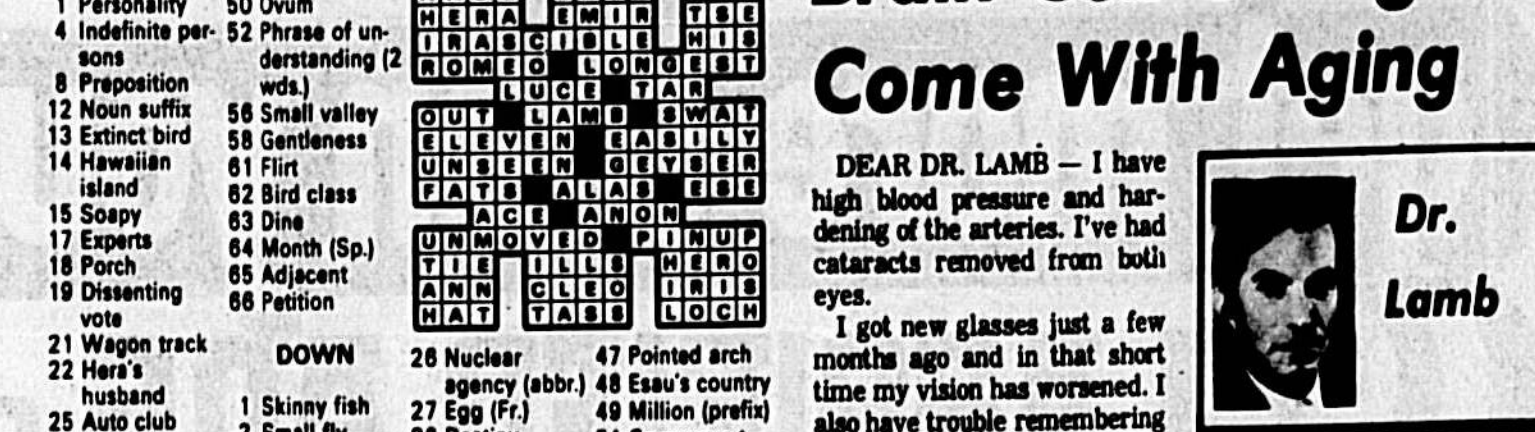 1 Personality
4 Indefinite per-
sons
8 Preposition
12 Noun suffix
13 Extinct bird
14 Hawaiian
island
15 Soapy
17 Experts
18 Porch
19 Dissenting
vote
21 Wagon track
22 Hera's
husband
25 Auto club
50 Ovum
52 Phrase of un-
derstanding (2
wds.)
56 Small valley
58 Gentleness
61 Flirt
62 Bird class
63 Dine
64 Month (Sp.)
65 Adjacent
66 Petition
DOWN
1 Skinny fish
HERA EMIR TSE
IRASCIBLE HIS
ROMEO LONGEST
LUCE TAR
OUT LAMB SWAT
ELEVEN EASILY
UNSEEN GEYSER
FATS ALAS ESE
ACE ANON
UNMOVED PINUP
TIE ILLS HERO
ANN CLEO IRIS
HAT TASS LOCH
26 Nuclear
agency (abbr.)
27 Egg (Fr.)
47 Pointed arch
48 Esau's country
49 Million (prefix)
Come With Aging
DEAR DR. LAMB — I have
high blood pressure and har-
dening of the arteries. I've had
cataracts removed from both
eyes.
I got new glasses just a few
months ago and in that short
time my vision has worsened. I
also have trouble remembering
Dr.
Lamb